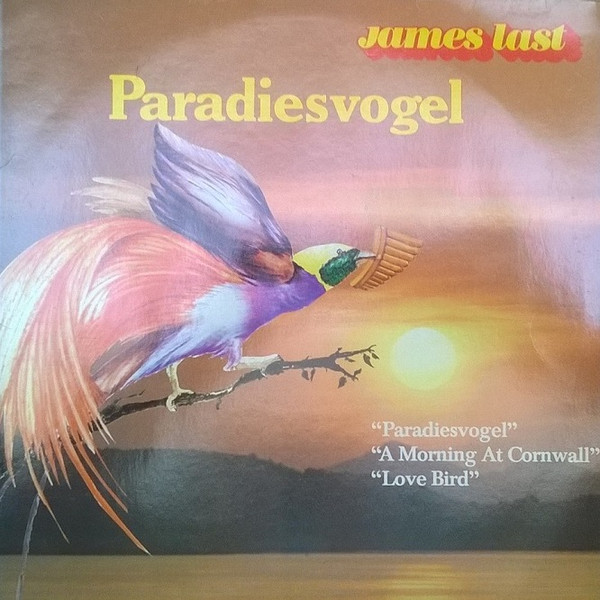 james last
Paradiesvogel
“Paradiesvogel”
“A Morning At Cornwall”
“Love Bird”